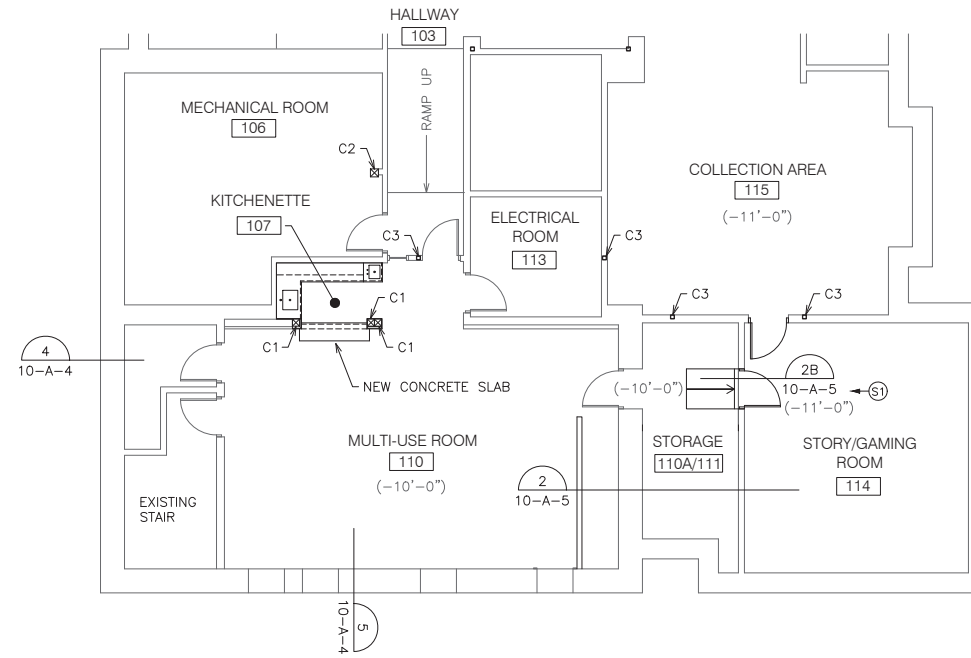 HALLWAY
103
RAMP UP
MECHANICAL ROOM
106
C2
KITCHENETTE
107
C3
ELECTRICAL
ROOM
113
C3
COLLECTION AREA
115
(-11'-0")
C1
C1
C1
C3
C3
4
10-A-4
NEW CONCRETE SLAB
(-10'-0")
2B
10-A-5
S1
(-11'-0")
MULTI-USE ROOM
110
(-10'-0")
STORAGE
110A/111
STORY/GAMING
ROOM
114
2
10-A-5
EXISTING
STAIR
5
10-A-4